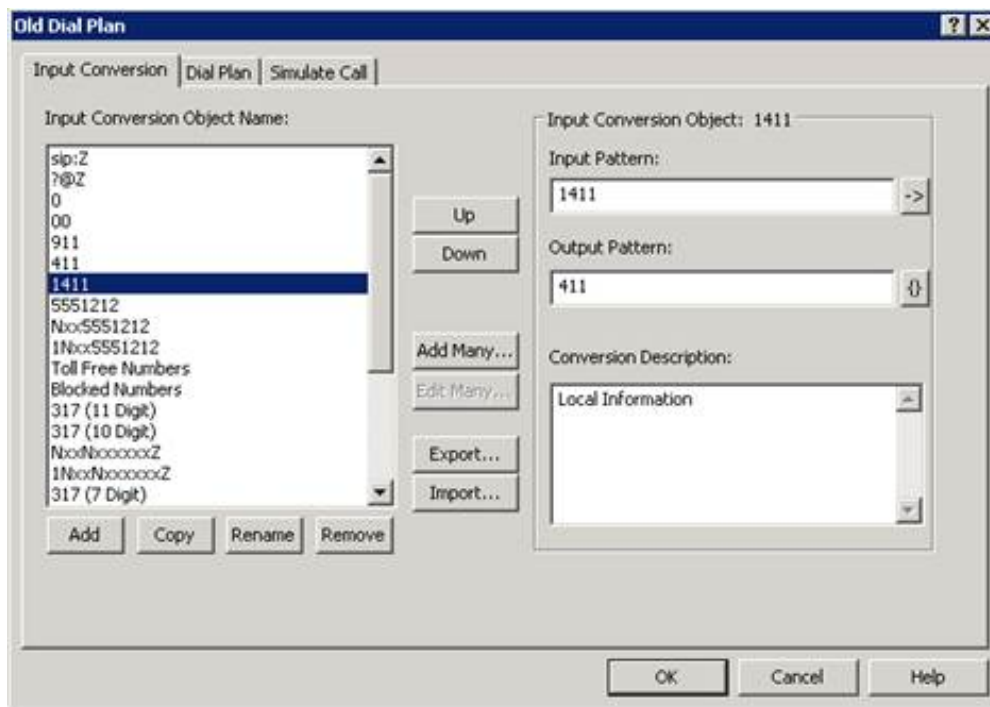 Old Dial Plan
Input Conversion
Dial Plan
Simulate Call
Input Conversion Object Name:
sip:Z
?@Z
0
00
911
411
1411
5551212
Nxx5551212
1Nxx5551212
Toll Free Numbers
Blocked Numbers
317 (11 Digit)
317 (10 Digit)
NxxNxxxxxxZ
1NxxNxxxxxxZ
317 (7 Digit)
Add
Copy
Rename
Remove
Up
Down
Add Many...
Edit Many...
Export...
Import...
Input Conversion Object: 1411
Input Pattern:
1411
->
Output Pattern:
411
{}
Conversion Description:
Local Information
OK
Cancel
Help